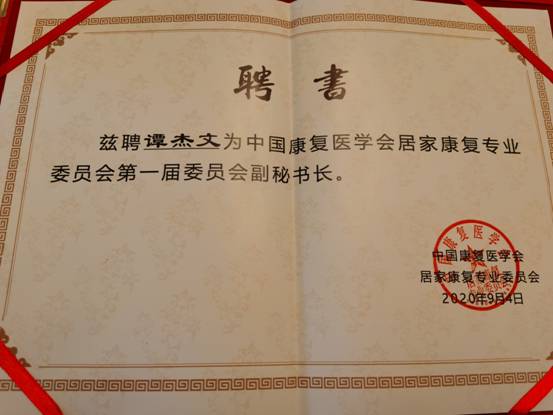 聘 书
兹聘谭杰文为中国康复医学会居家康复专业
委员会第一届委员会副秘书长。
中国康复医学会
居家康复专业委员会
2020年9月4日